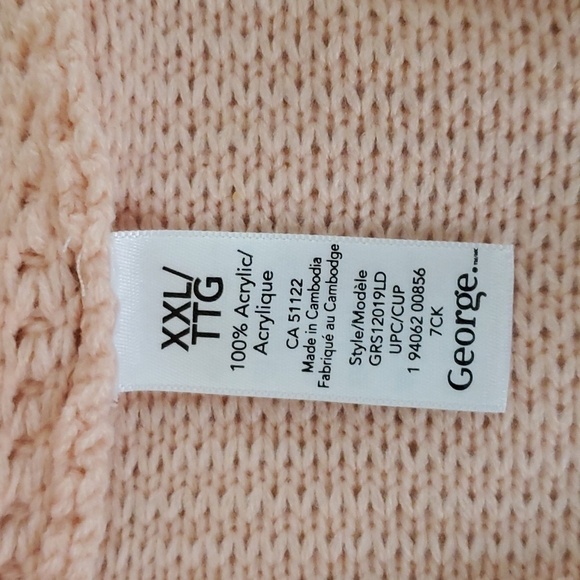 XXL/
TTG
100% Acrylic/
Acrylique
CA 51122
Made in Cambodia
Fabriqué au Cambodge
Style/Modèle
GRS12019LD
UPC/CUP
1 94062 00856
7CK
George.